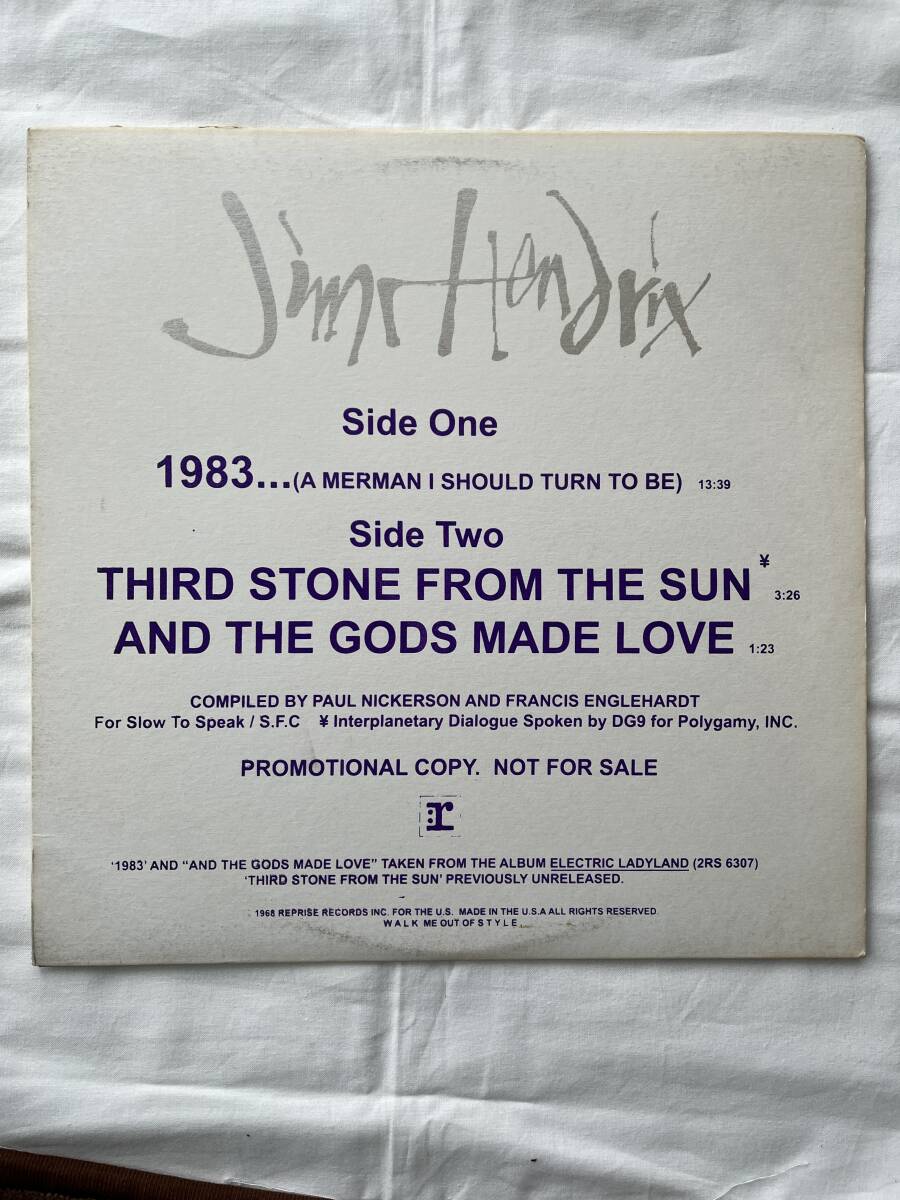 Jimi Hendrix
Side One
1983...(A MERMAN I SHOULD TURN TO BE) 13:39
Side Two
THIRD STONE FROM THE SUN ¥ 3:26
AND THE GODS MADE LOVE 1:23
COMPILED BY PAUL NICKERSON AND FRANCIS ENGLEHARDT
For Slow To Speak / S.F.C ¥ Interplanetary Dialogue Spoken by DG9 for Polygamy, INC.
PROMOTIONAL COPY. NOT FOR SALE
:r
'1983' AND "AND THE GODS MADE LOVE" TAKEN FROM THE ALBUM ELECTRIC LADYLAND (2RS 6307)
'THIRD STONE FROM THE SUN' PREVIOUSLY UNRELEASED.
1968 REPRISE RECORDS INC. FOR THE U.S. MADE IN THE U.S.A ALL RIGHTS RESERVED
WALK ME OUT OF STYLE